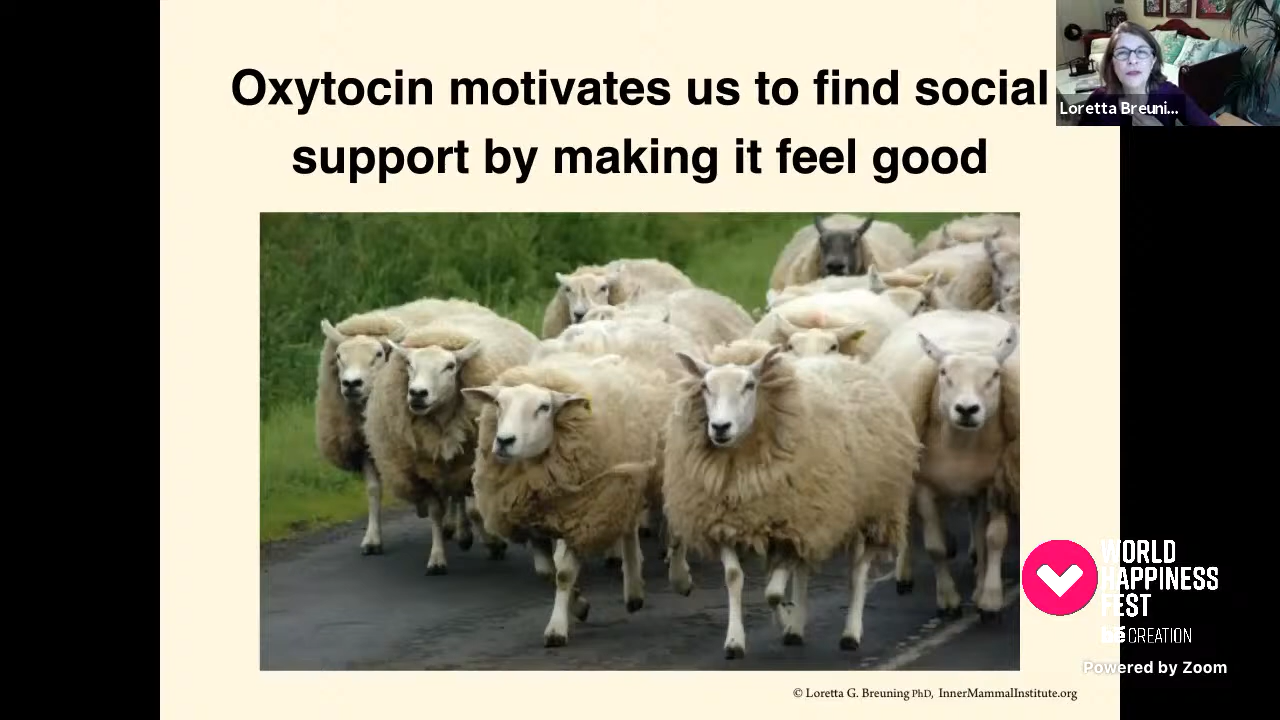 Oxytocin motivates us to find social
support by making it feel good
Loretta Breuni...
WORLD
HAPPINESS
FEST
bé CREATION
Powered by Zoom
© Loretta G. Breuning PhD, InnerMammalInstitute.org